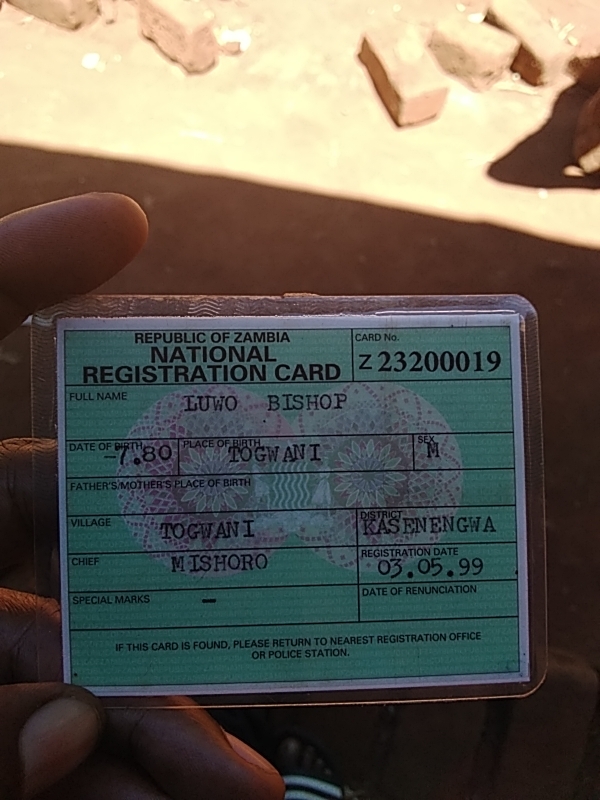 REPUBLIC OF ZAMBIA
NATIONAL
REGISTRATION CARD
CARD No.
Z 23200019
FULL NAME
LUWO BISHOP
DATE OF BIRTH
-7.80
PLACE OF BIRTH
TOGWANI
SEX
M
FATHER'S/MOTHER'S PLACE OF BIRTH
VILLAGE
TOGWANI
DISTRICT
KASENENGWA
CHIEF
MISHORO
REGISTRATION DATE
03.05.99
SPECIAL MARKS
-
DATE OF RENUNCIATION
IF THIS CARD IS FOUND, PLEASE RETURN TO NEAREST REGISTRATION OFFICE
OR POLICE STATION.